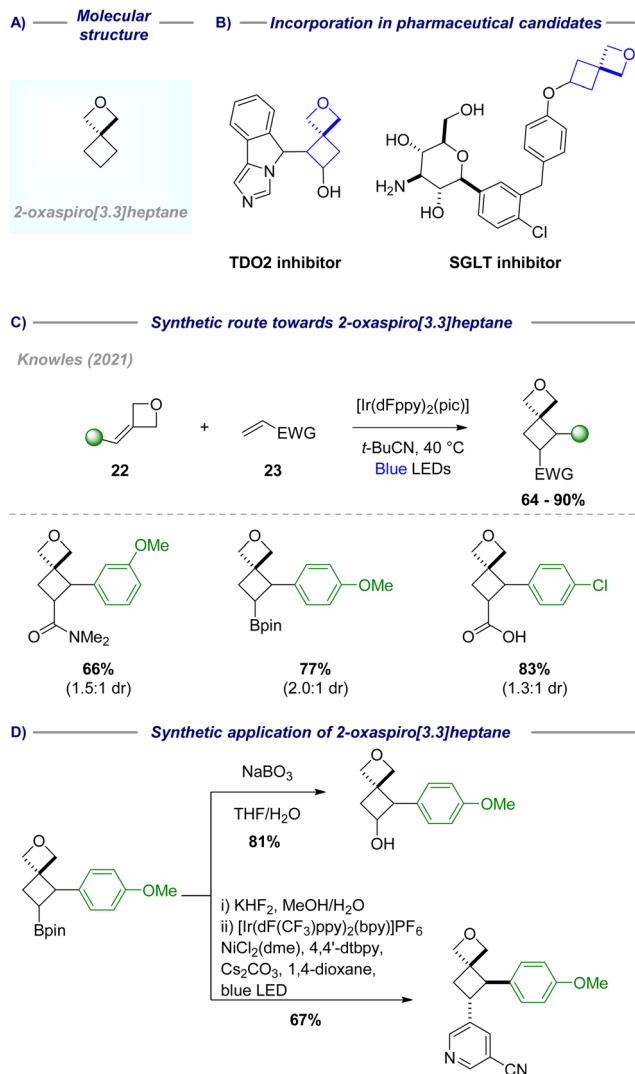 A) Molecular structure
B) Incorporation in pharmaceutical candidates
O
2-oxaspiro[3.3]heptane
O
N
N
OH
TDO2 inhibitor
O
O
OH
HO
O
H2N
OH
Cl
SGLT inhibitor
C) Synthetic route towards 2-oxaspiro[3.3]heptane
Knowles (2021)
O
22
+
EWG
23
[Ir(dFppy)2(pic)]
t-BuCN, 40 °C
Blue LEDs
O
EWG
64 - 90%
O
OMe
O
NMe2
66%
(1.5:1 dr)
O
OMe
Bpin
77%
(2.0:1 dr)
O
Cl
O
OH
83%
(1.3:1 dr)
D) Synthetic application of 2-oxaspiro[3.3]heptane
O
OMe
Bpin
NaBO3
THF/H2O
81%
O
OMe
OH
i) KHF2, MeOH/H2O
ii) [Ir(dF(CF3)ppy)2(bpy)]PF6
NiCl2(dme), 4,4'-dtbpy,
Cs2CO3, 1,4-dioxane,
blue LED
67%
O
OMe
N
CN